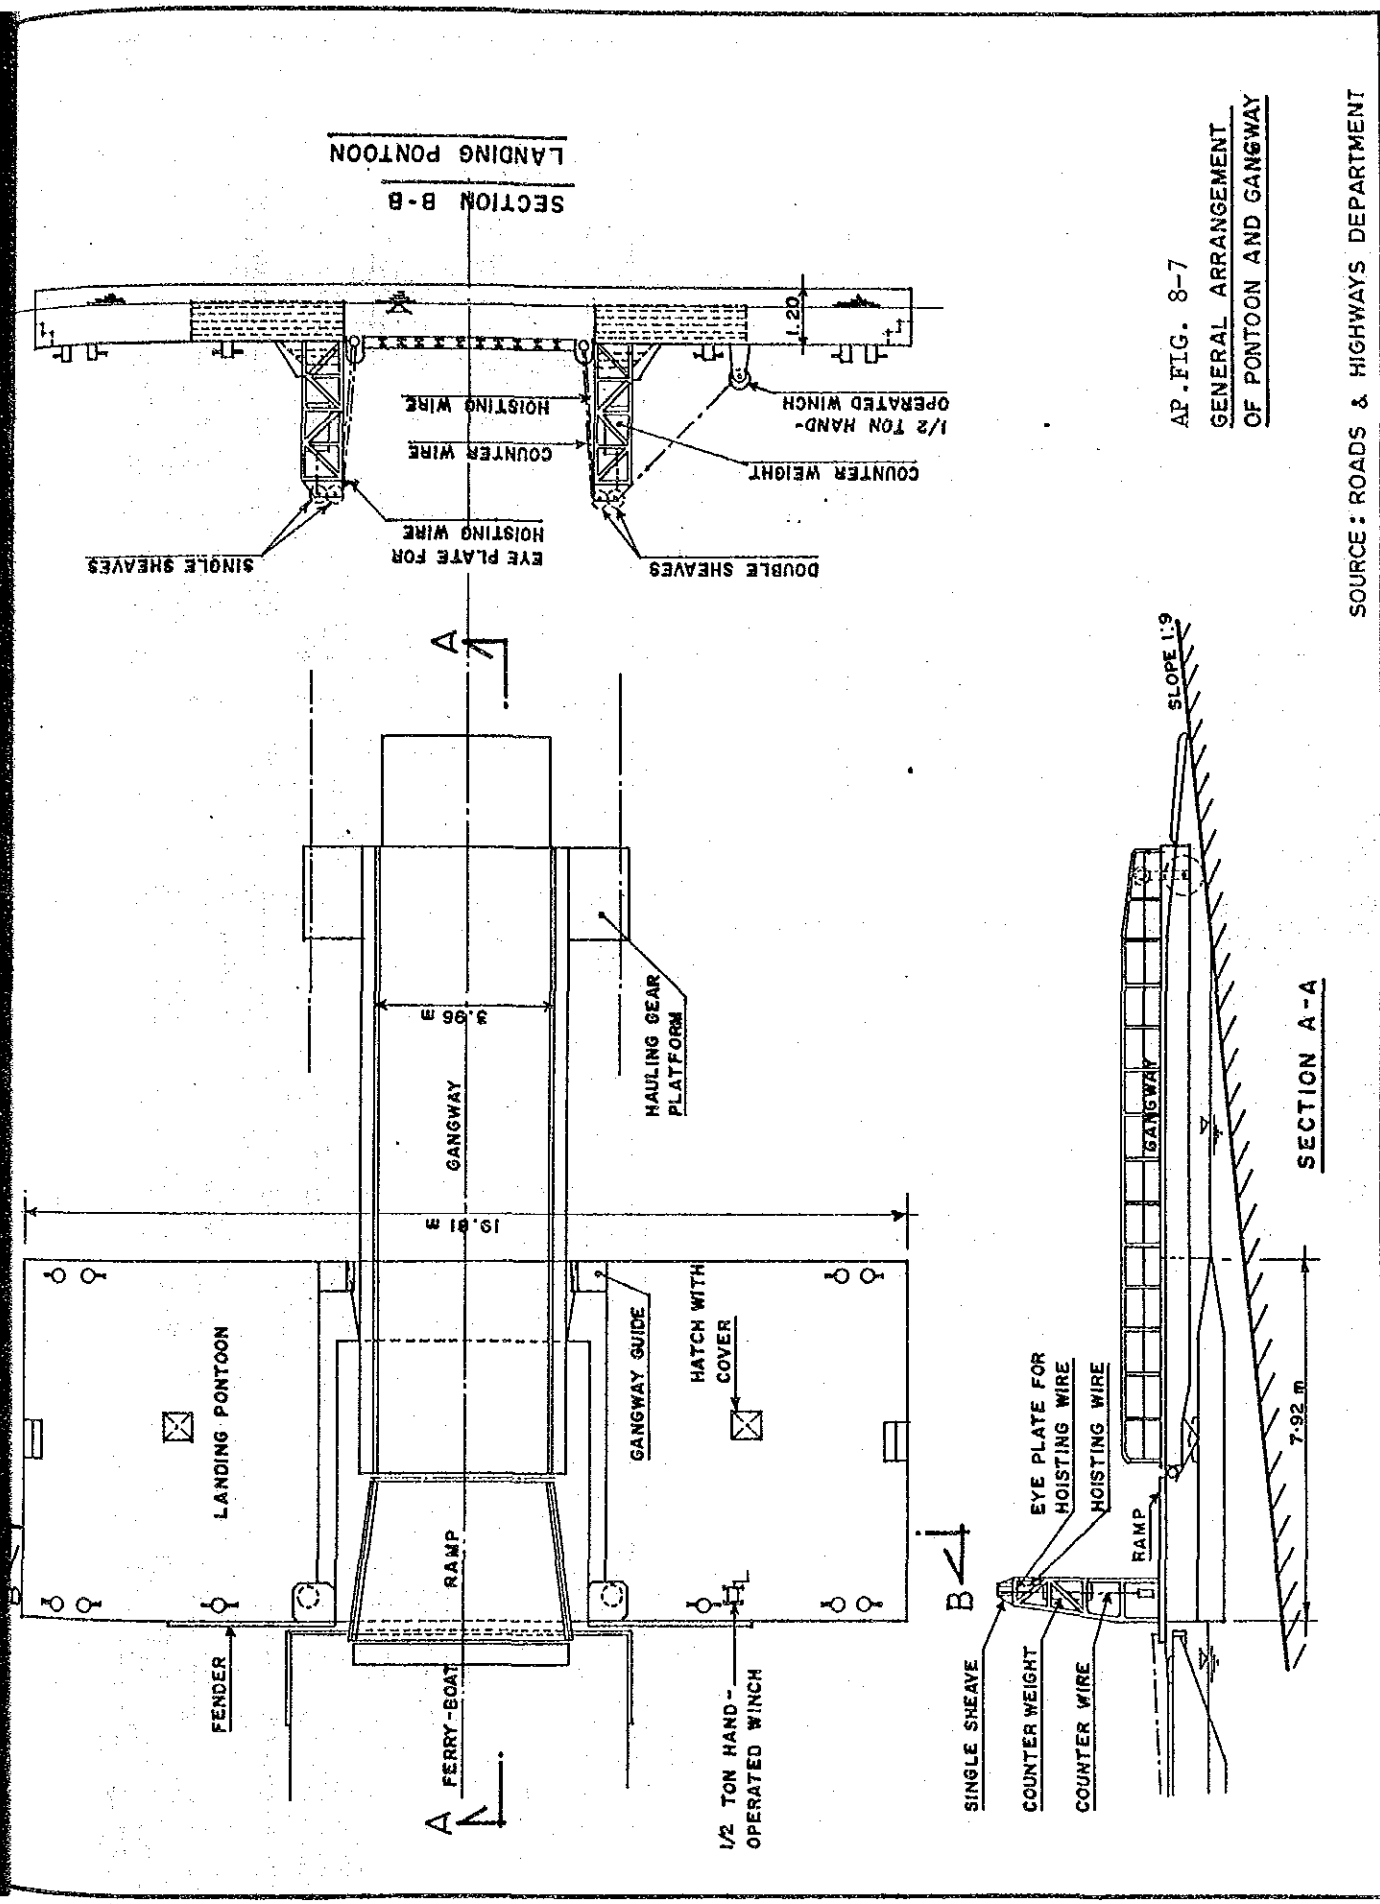 LANDING PONTOON
FENDER
FERRY-BOAT
RAMP
GANGWAY
19.81 m
3.96 m
GANGWAY GUIDE
HATCH WITH
COVER
HAULING GEAR
PLATFORM
1/2 TON HAND-
OPERATED WINCH
A
A
SECTION B-B
LANDING PONTOON
SINGLE SHEAVES
EYE PLATE FOR
HOISTING WIRE
COUNTER WIRE
HOISTING WIRE
DOUBLE SHEAVES
COUNTER WEIGHT
1/2 TON HAND-
OPERATED WINCH
1.20
B
SINGLE SHEAVE
COUNTER WEIGHT
COUNTER WIRE
EYE PLATE FOR
HOISTING WIRE
HOISTING WIRE
RAMP
GANGWAY
7.92 m
SLOPE 1:9
SECTION A-A
AP.FIG. 8-7
GENERAL ARRANGEMENT
OF PONTOON AND GANGWAY
SOURCE: ROADS & HIGHWAYS DEPARTMENT